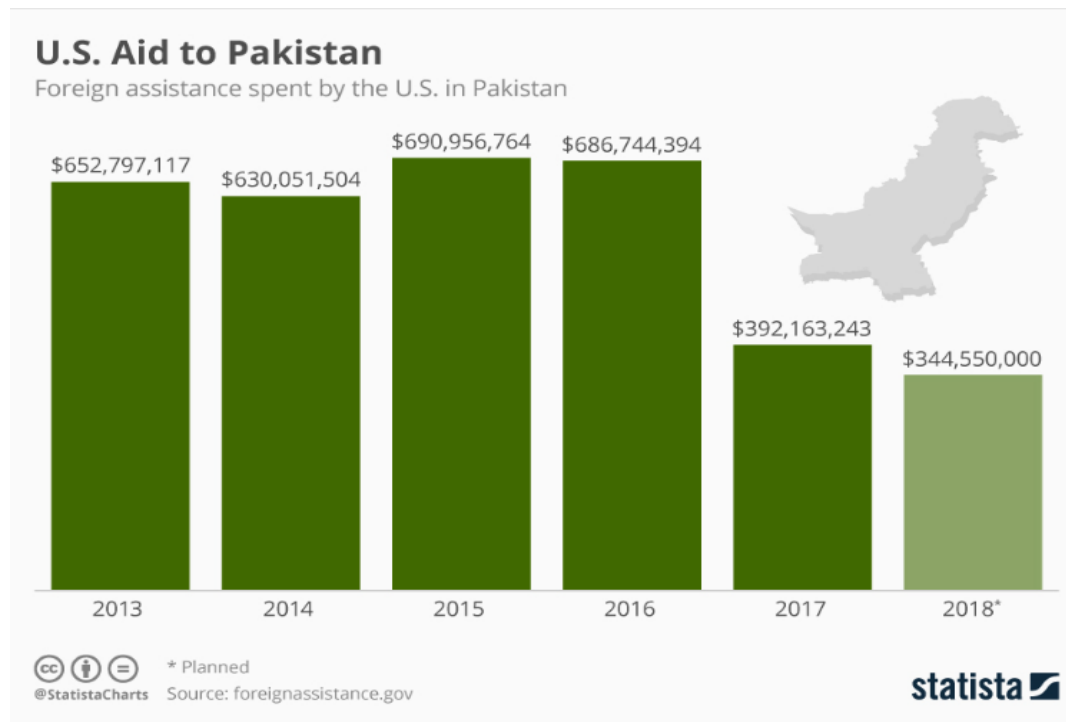 U.S. Aid to Pakistan
Foreign assistance spent by the U.S. in Pakistan
$652,797,117
$630,051,504
$690,956,764
$686,744,394
$392,163,243
$344,550,000
2013 2014 2015 2016 2017 2018*
cc
* Planned
@StatistaCharts Source: foreignassistance.gov
statista